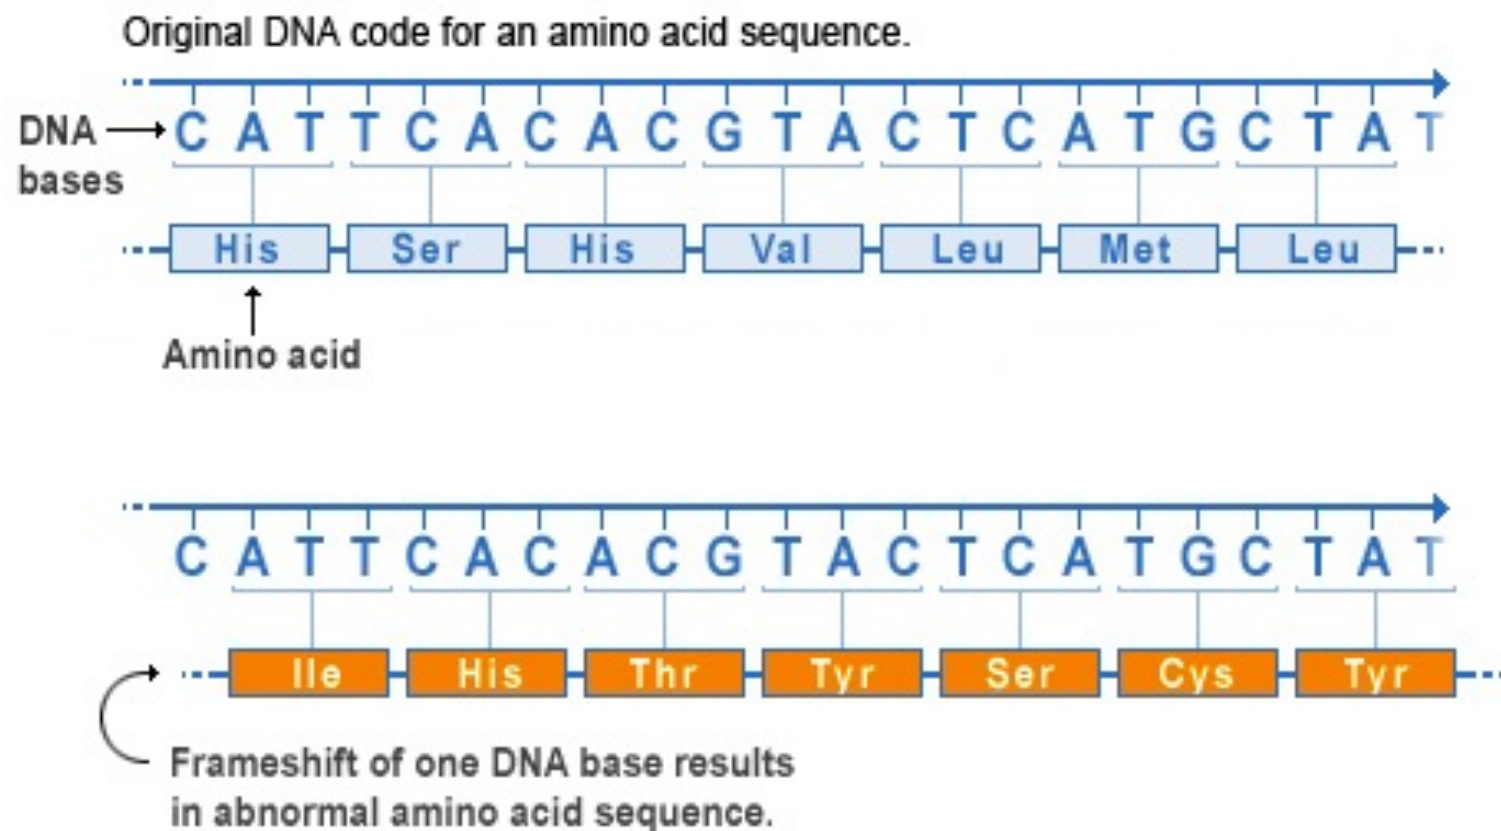 Original DNA code for an amino acid sequence.
DNA bases
C A T T C A C A C G T A C T C A T G C T A T
His Ser His Val Leu Met Leu
Amino acid
C A T T C A C A C G T A C T C A T G C T A T
Ile His Thr Tyr Ser Cys Tyr
Frameshift of one DNA base results
in abnormal amino acid sequence.